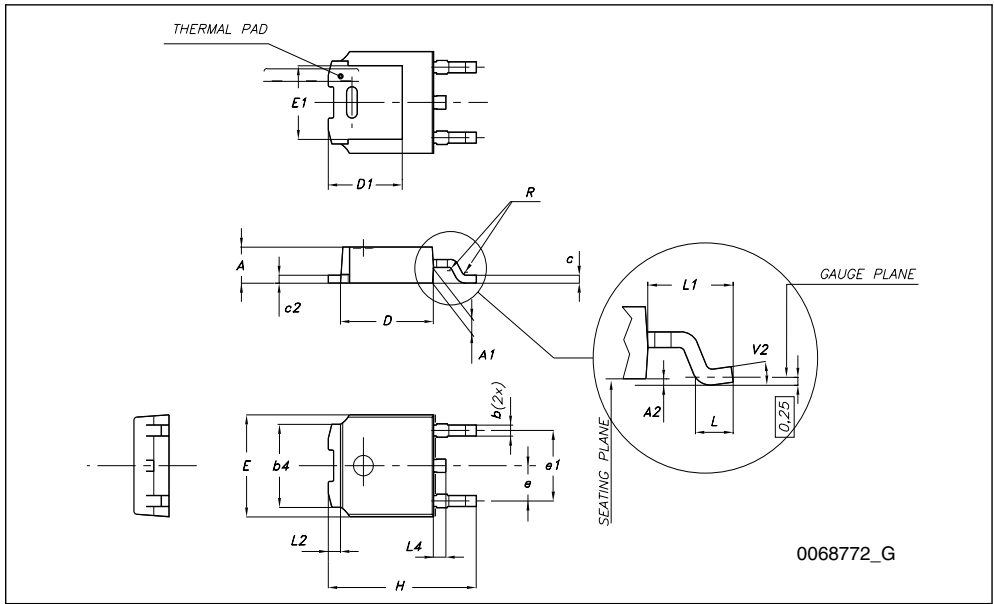 THERMAL PAD
E1
D1
R
A
c
c2
D
A1
L1
GAUGE PLANE
V2
A2
L
0.25
SEATING PLANE
b(2x)
E
b4
e
e1
L2
L4
H
0068772_G